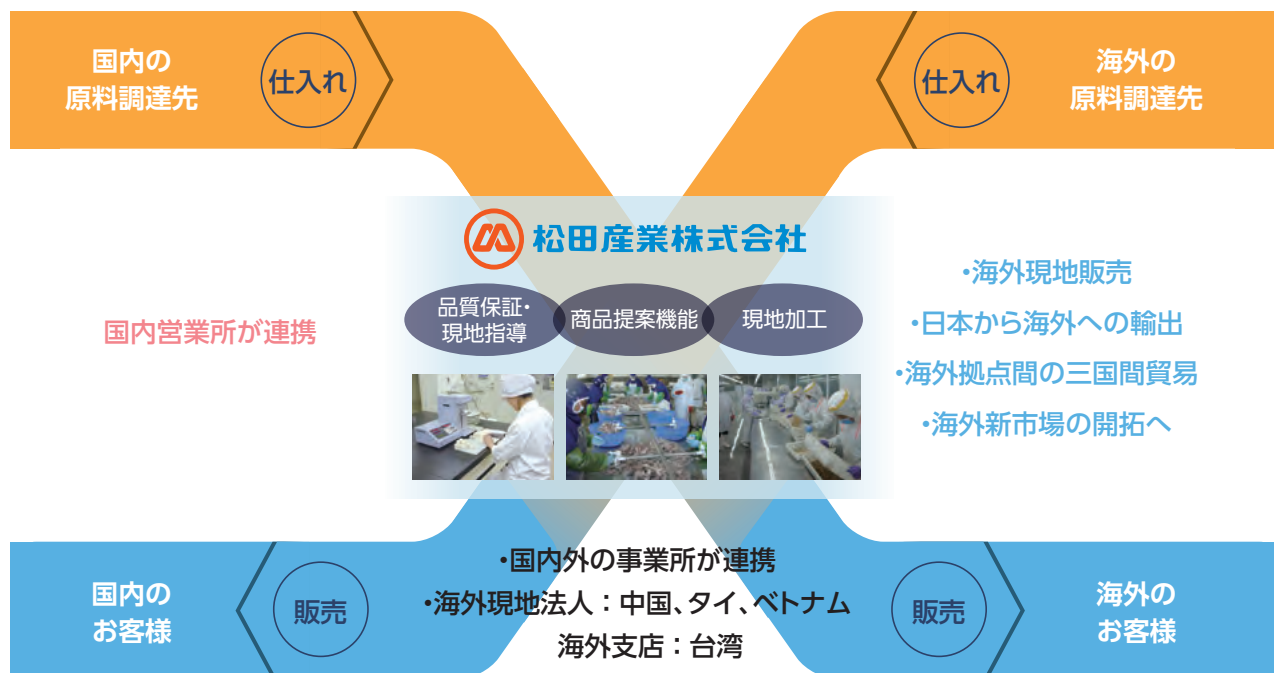 国内の
原料調達先
仕入れ
仕入れ
海外の
原料調達先
松田産業株式会社
品質保証・
現地指導
商品提案機能
現地加工
国内営業所が連携
・海外現地販売
・日本から海外への輸出
・海外拠点間の三国間貿易
・海外新市場の開拓へ
・国内外の事業所が連携
・海外現地法人：中国、タイ、ベトナム
海外支店：台湾
国内の
お客様
販売
販売
海外の
お客様